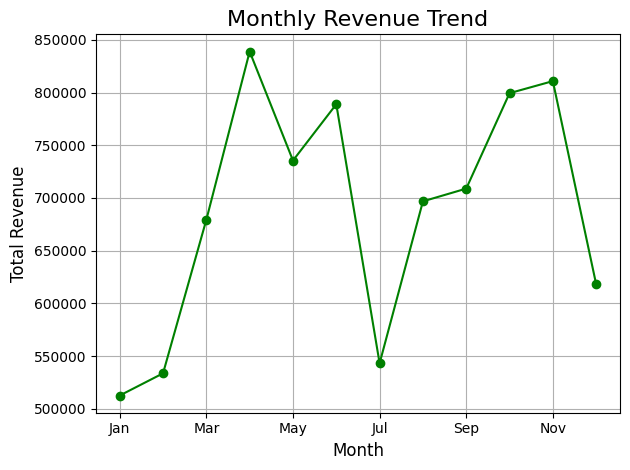 Monthly Revenue Trend
Total Revenue
850000
800000
750000
700000
650000
600000
550000
500000
Jan Mar May Jul Sep Nov
Month